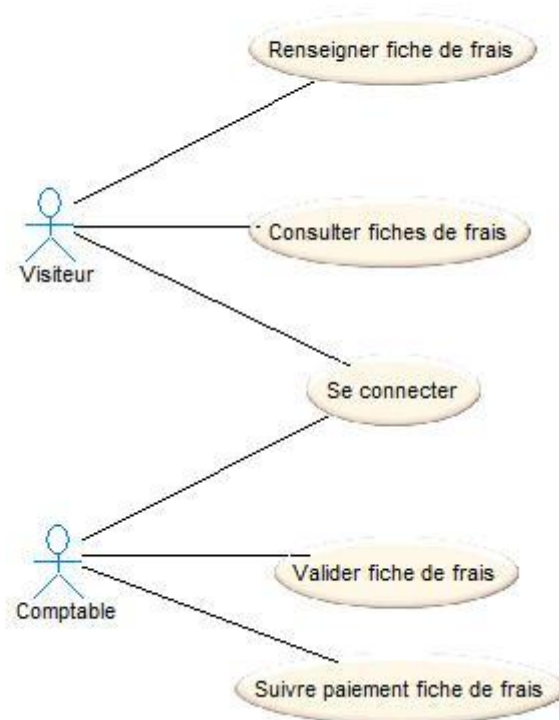 Renseigner fiche de frais
Consulter fiches de frais
Visiteur
Se connecter
Valider fiche de frais
Comptable
Suivre paiement fiche de frais